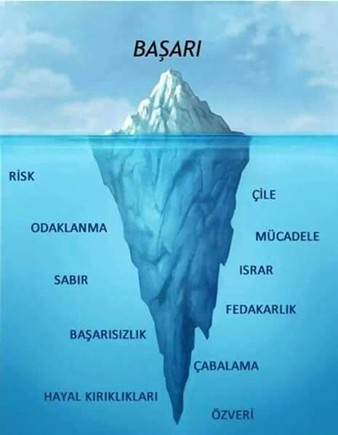 BAŞARI
RİSK
ÇİLE
ODAKLANMA
MÜCADELE
ISRAR
SABIR
FEDAKARLIK
BAŞARISIZLIK
ÇABALAMA
HAYAL KIRIKLIKLARI
ÖZVERİ